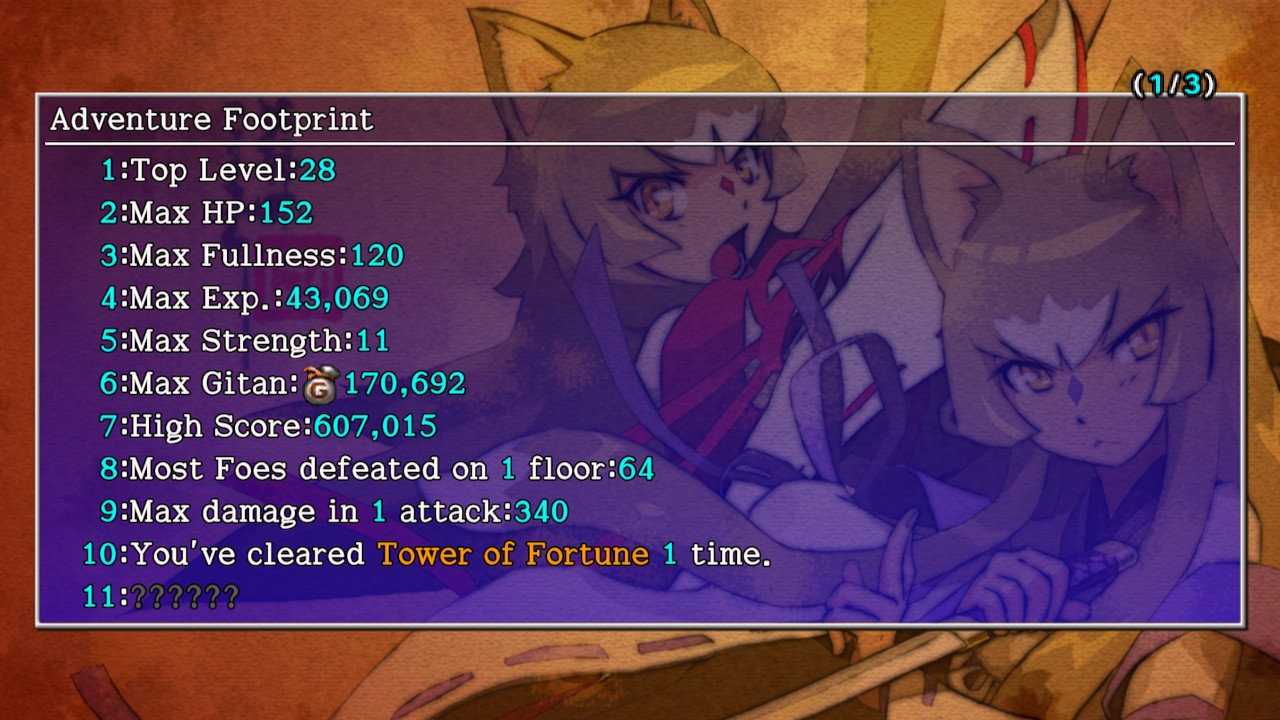 (1/3)
Adventure Footprint
1:Top Level:28
2:Max HP:152
3:Max Fullness:120
4:Max Exp.:43,069
5:Max Strength:11
6:Max Gitan:G170,692
7:High Score:607,015
8:Most Foes defeated on 1 floor:64
9:Max damage in 1 attack:340
10:You've cleared Tower of Fortune 1 time.
11:??????